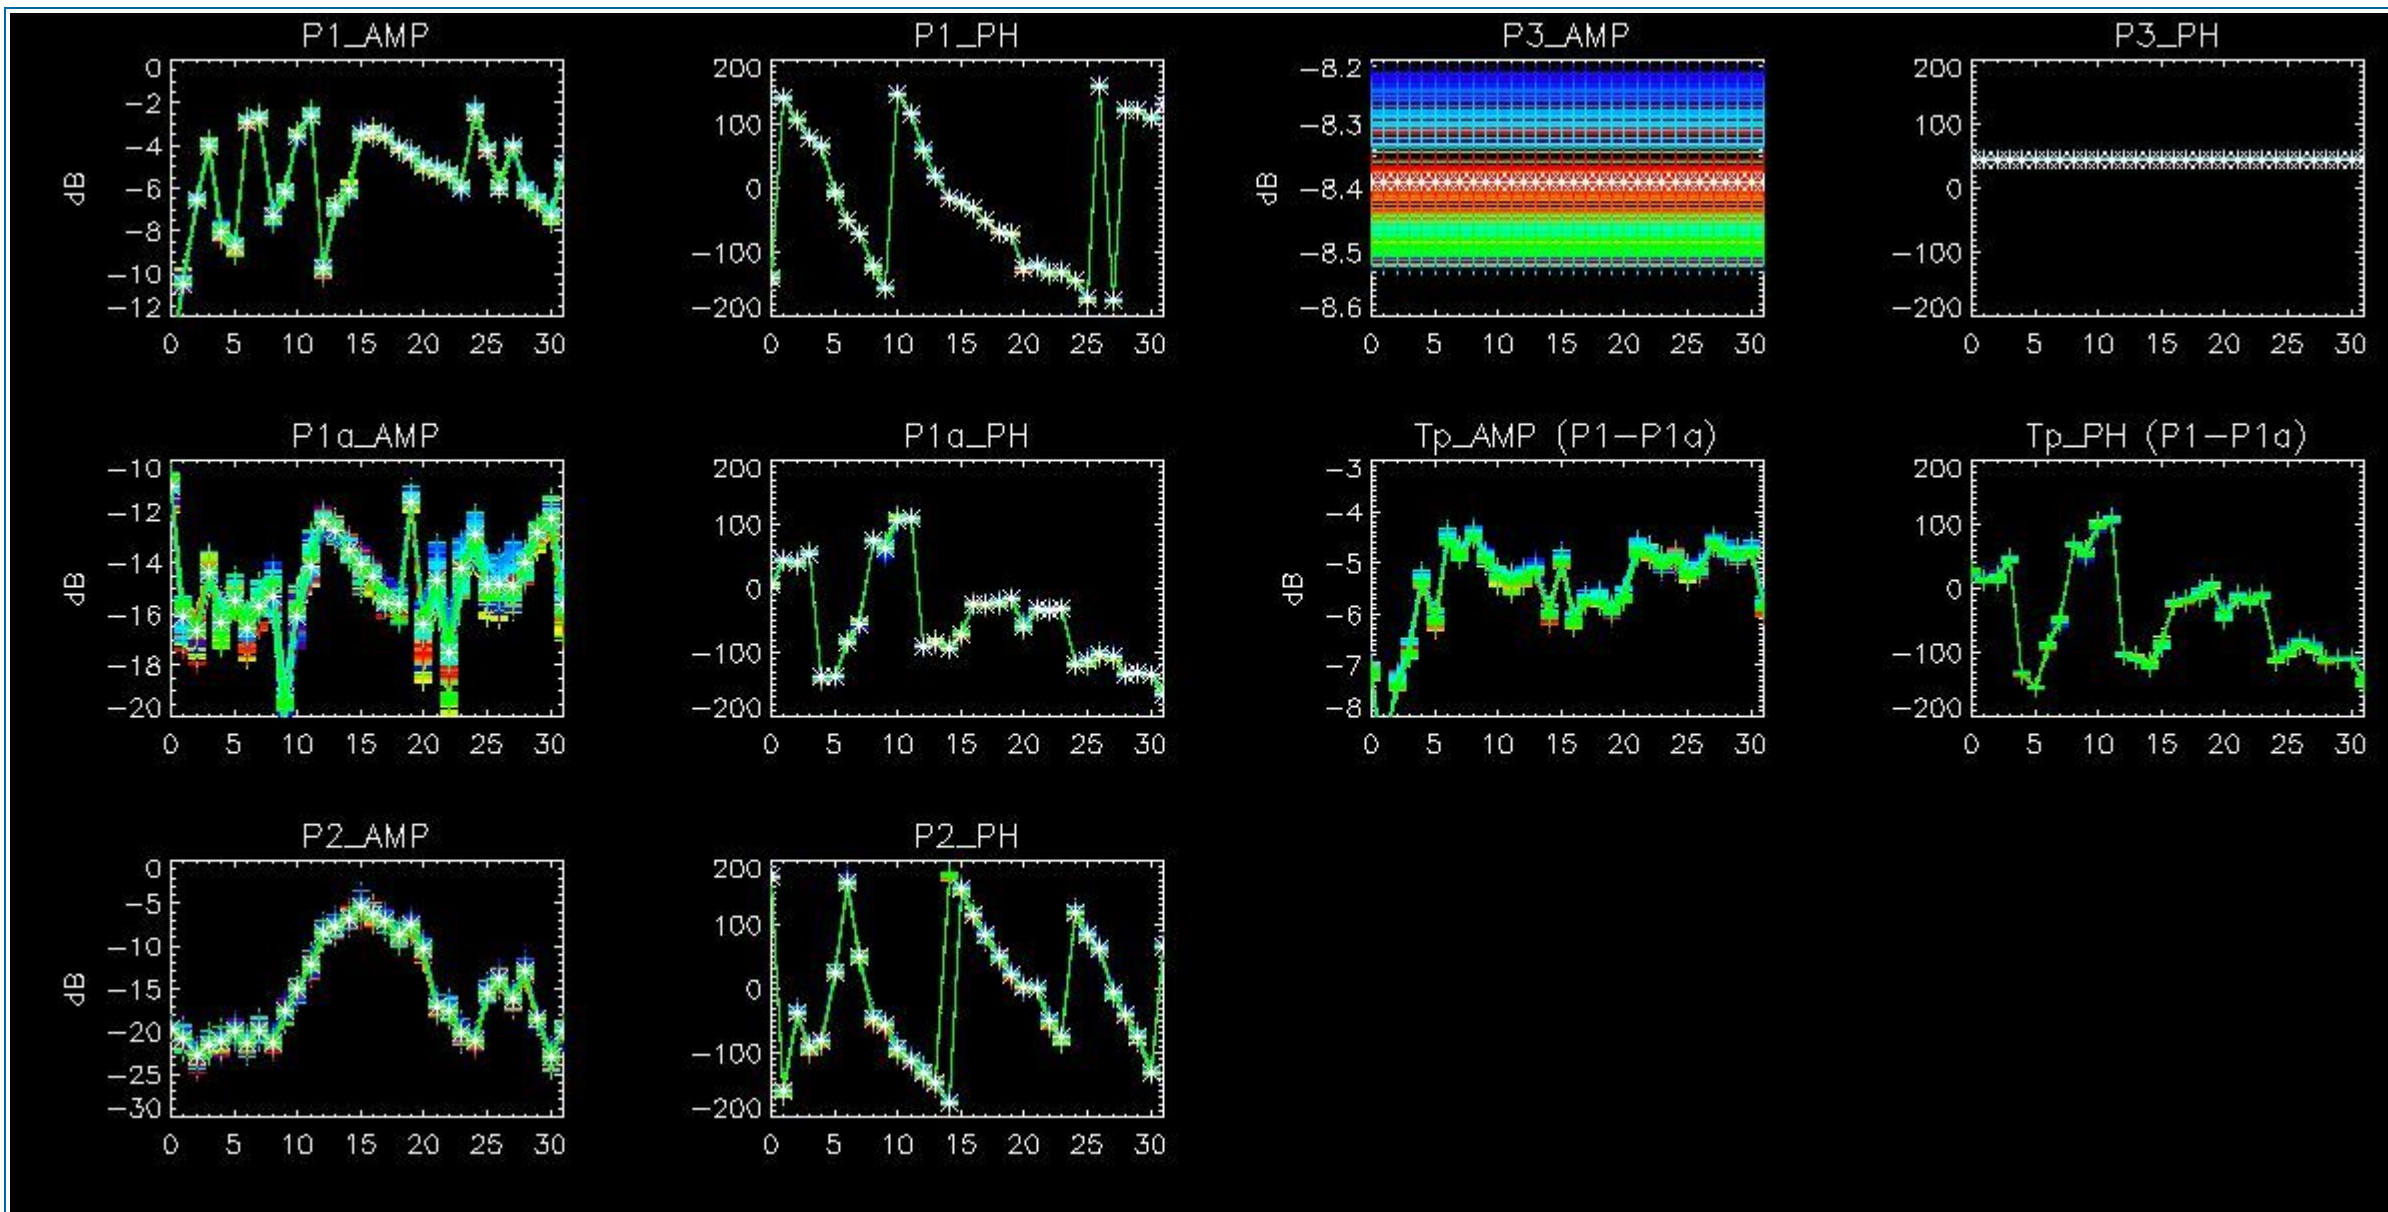 P1_AMP P1_PH P3_AMP P3_PH
0 200 -8.2 200
-2 100 -8.3 100
-4 0 -8.4 0
-6 -100 -8.5 -100
-8 -200 -8.6 -200
-10
-12
dB dB
0 5 10 15 20 25 30 0 5 10 15 20 25 30 0 5 10 15 20 25 30 0 5 10 15 20 25 30
P1a_AMP P1a_PH Tp_AMP (P1-P1a) Tp_PH (P1-P1a)
-10 200 -3 200
-12 100 -4 100
-14 0 -5 0
-16 -100 -6 -100
-18 -200 -7 -200
-20 -8
dB dB
0 5 10 15 20 25 30 0 5 10 15 20 25 30 0 5 10 15 20 25 30 0 5 10 15 20 25 30
P2_AMP P2_PH
0 200
-5 100
-10 0
-15 -100
-20 -200
-25
-30
dB
0 5 10 15 20 25 30 0 5 10 15 20 25 30